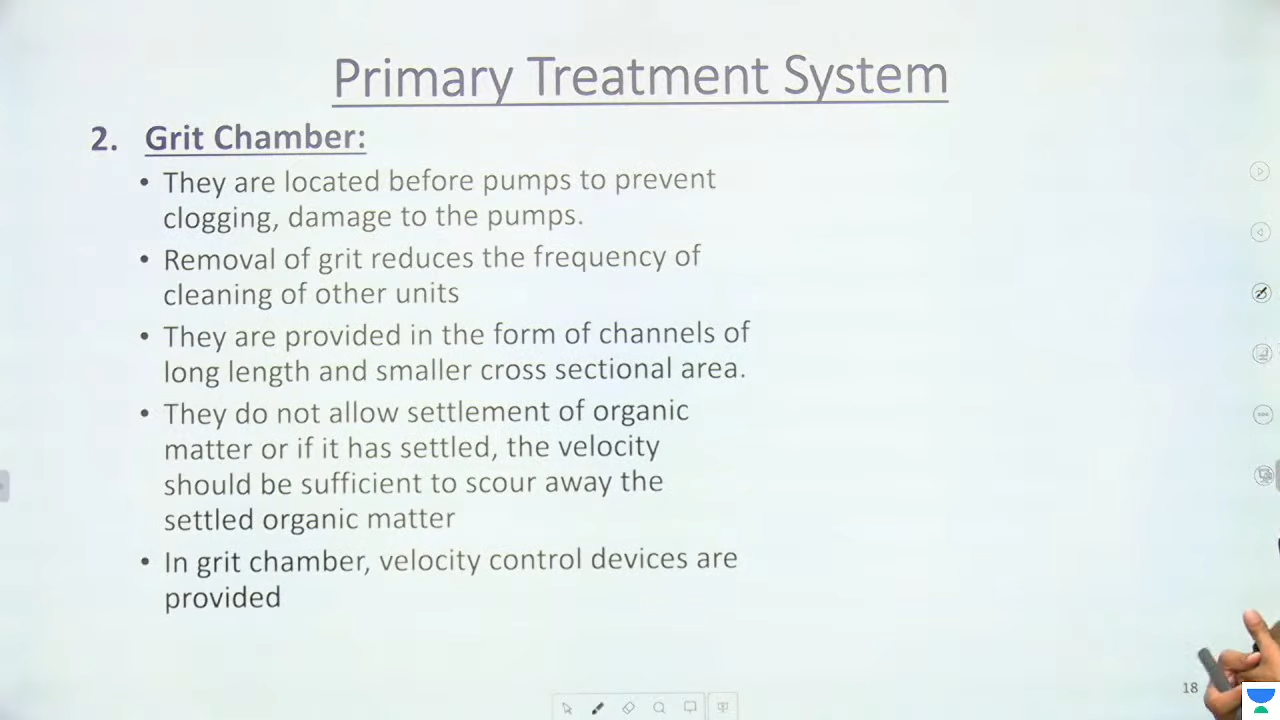 Primary Treatment System
2. Grit Chamber:
• They are located before pumps to prevent
clogging, damage to the pumps.
• Removal of grit reduces the frequency of
cleaning of other units
• They are provided in the form of channels of
long length and smaller cross sectional area.
• They do not allow settlement of organic
matter or if it has settled, the velocity
should be sufficient to scour away the
settled organic matter
• In grit chamber, velocity control devices are
provided
18